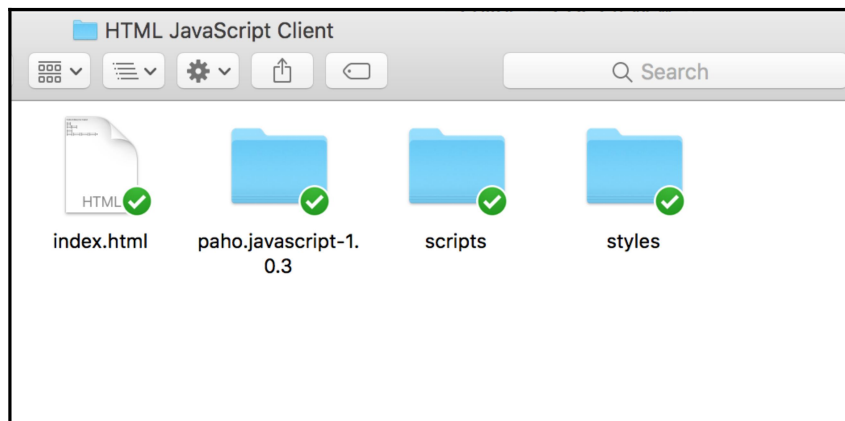 HTML JavaScript Client
Search
HTML
index.html
paho.javascript-1.
0.3
scripts
styles